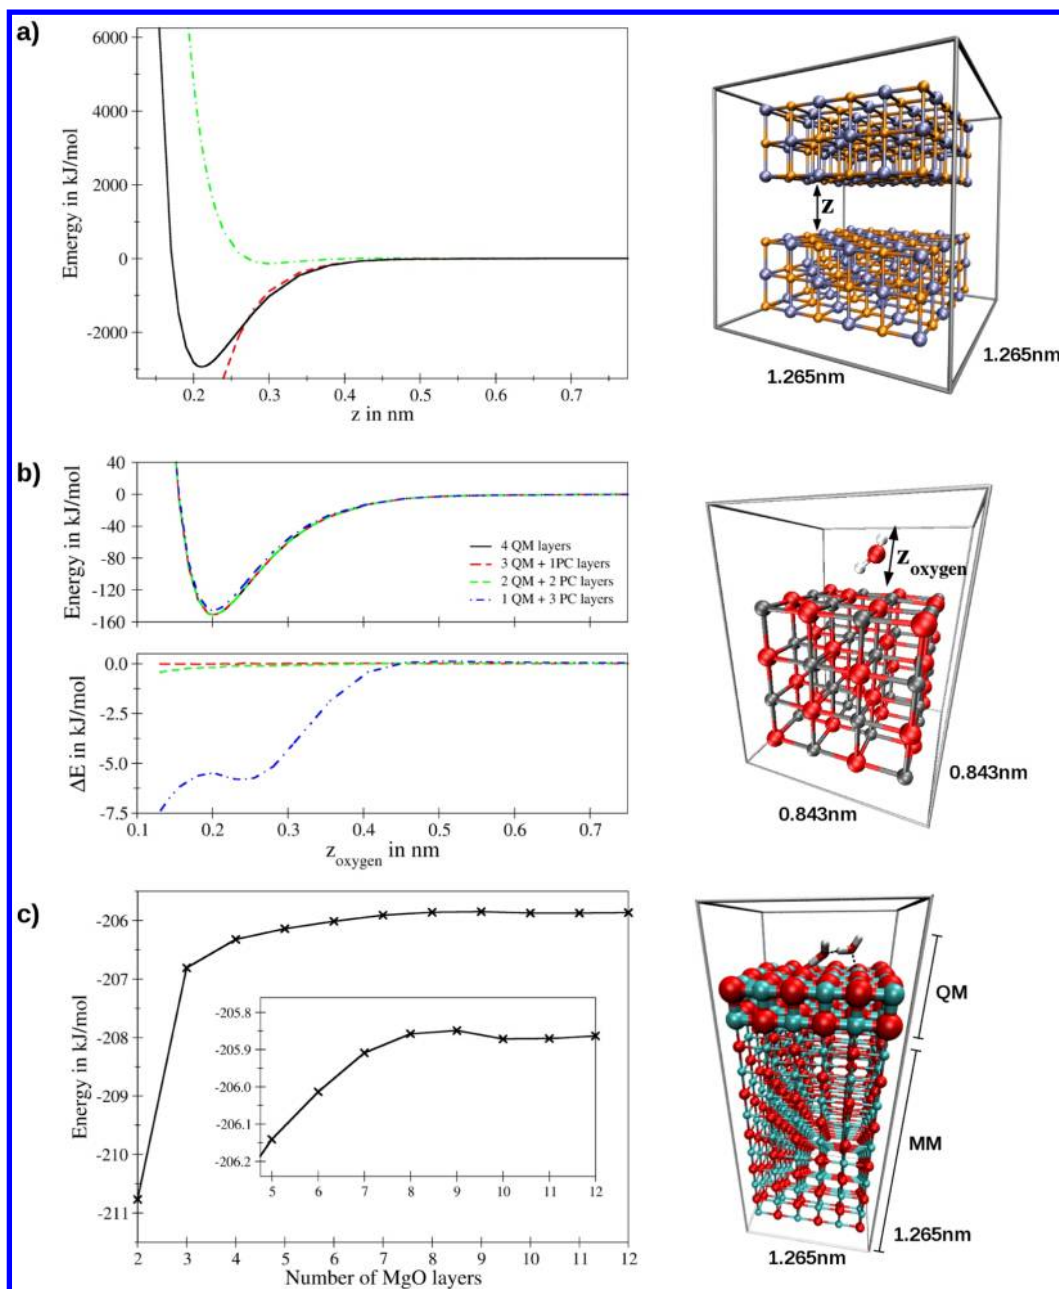 a)
6000
4000
2000
0
-2000
Emergy in kJ/mol
0.2
0.3
0.4
0.5
0.6
0.7
z in nm
z
1.265nm
1.265nm
b)
40
0
-40
-80
-120
-160
Energy in kJ/mol
4 QM layers
3 QM + 1PC layers
2 QM + 2 PC layers
1 QM + 3 PC layers
0.0
-2.5
-5.0
-7.5
ΔE in kJ/mol
0.1
0.2
0.3
0.4
0.5
0.6
0.7
z oxygen in nm
z oxygen
0.843nm
0.843nm
c)
-206
-207
-208
-209
-210
-211
Energy in kJ/mol
-205.8
-205.9
-206.0
-206.1
-206.2
5
6
7
8
9
10
11
12
2
3
4
5
6
7
8
9
10
11
12
Number of MgO layers
QM
MM
1.265nm
1.265nm